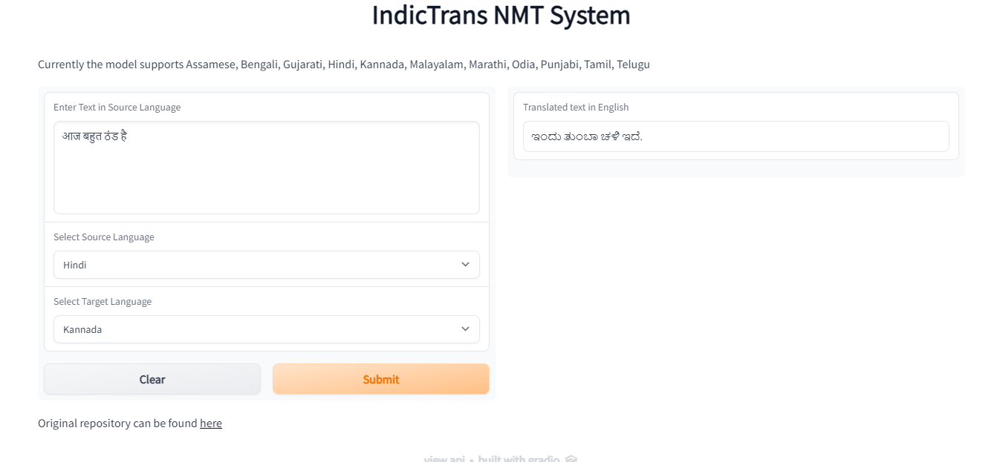 IndicTrans NMT System
Currently the model supports Assamese, Bengali, Gujarati, Hindi, Kannada, Malayalam, Marathi, Odia, Punjabi, Tamil, Telugu
Enter Text in Source Language
आज बहुत ठंड है
Select Source Language
Hindi
Select Target Language
Kannada
Clear
Submit
Translated text in English
ಇಂದು ತುಂಬಾ ಚಳಿ ಇದೆ.
Original repository can be found here
view api • built with gradio